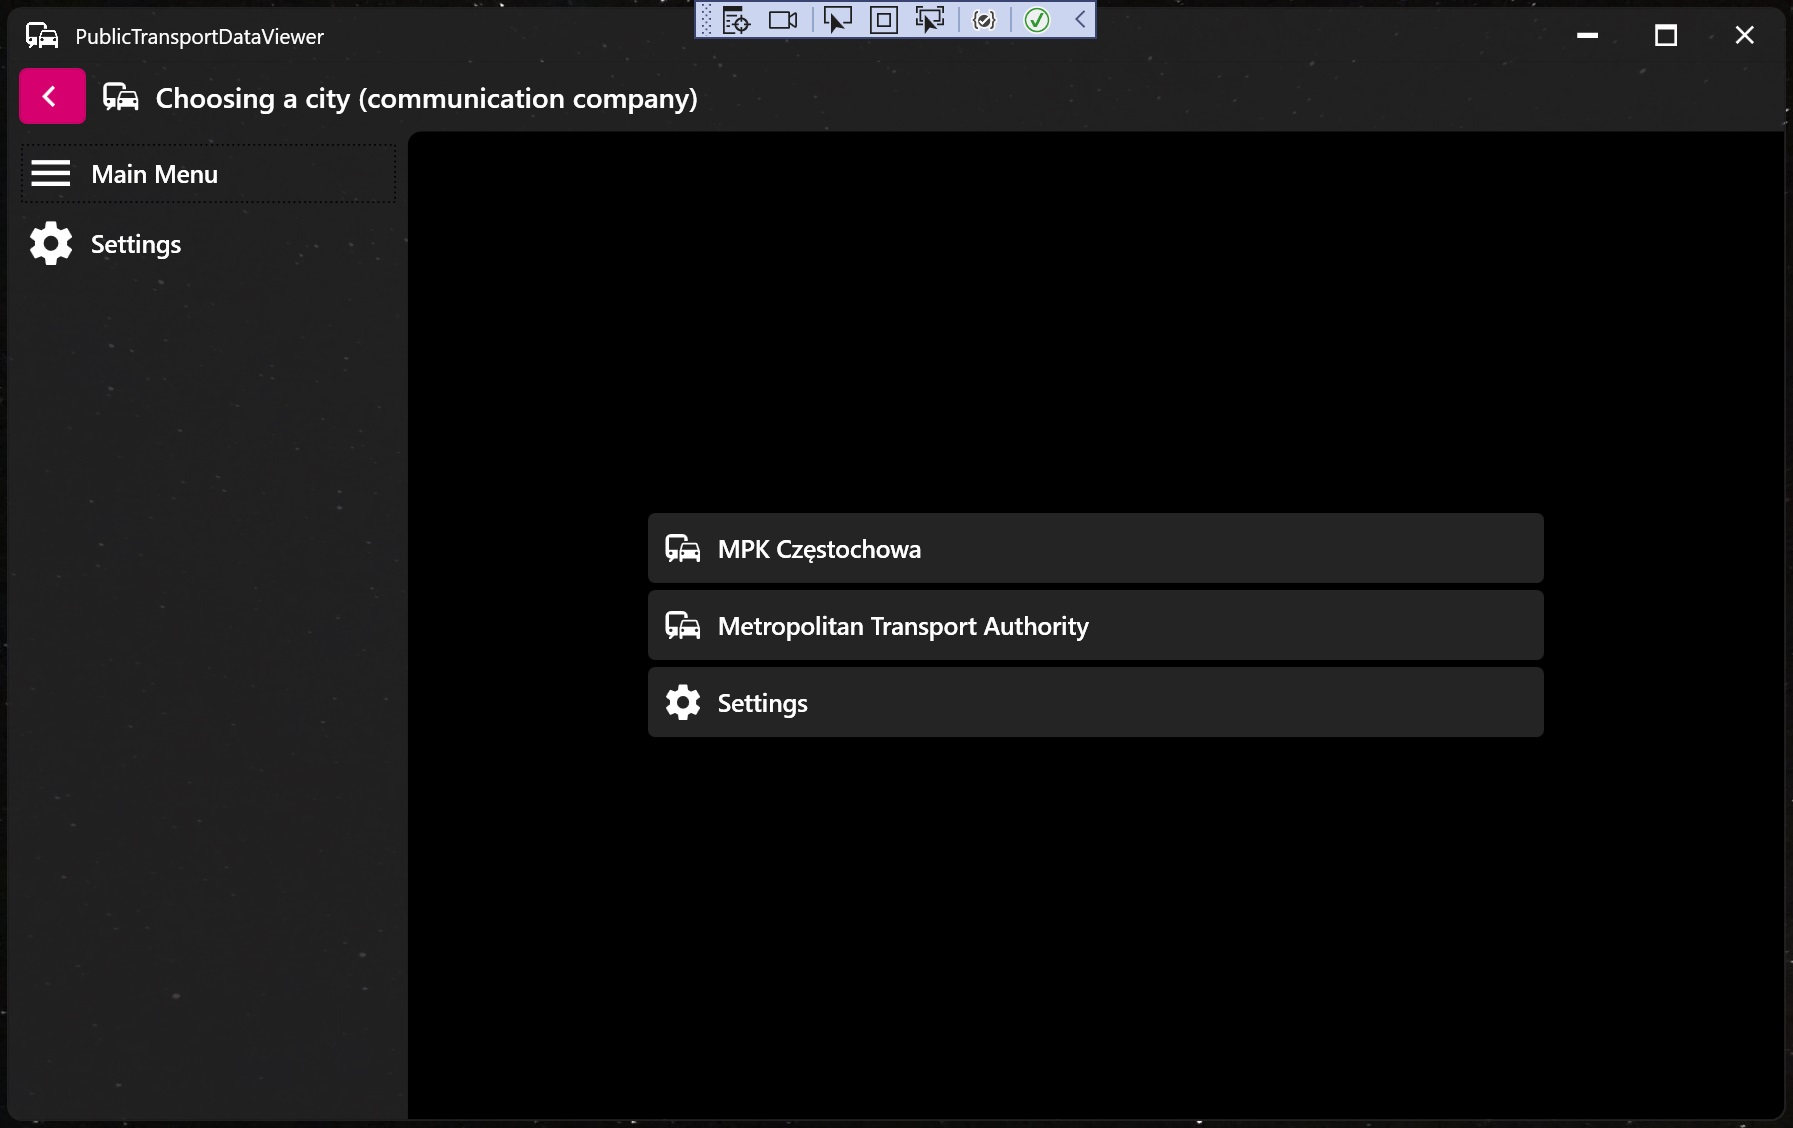 PublicTransportDataViewer
Choosing a city (communication company)
Main Menu
Settings
MPK Częstochowa
Metropolitan Transport Authority
Settings